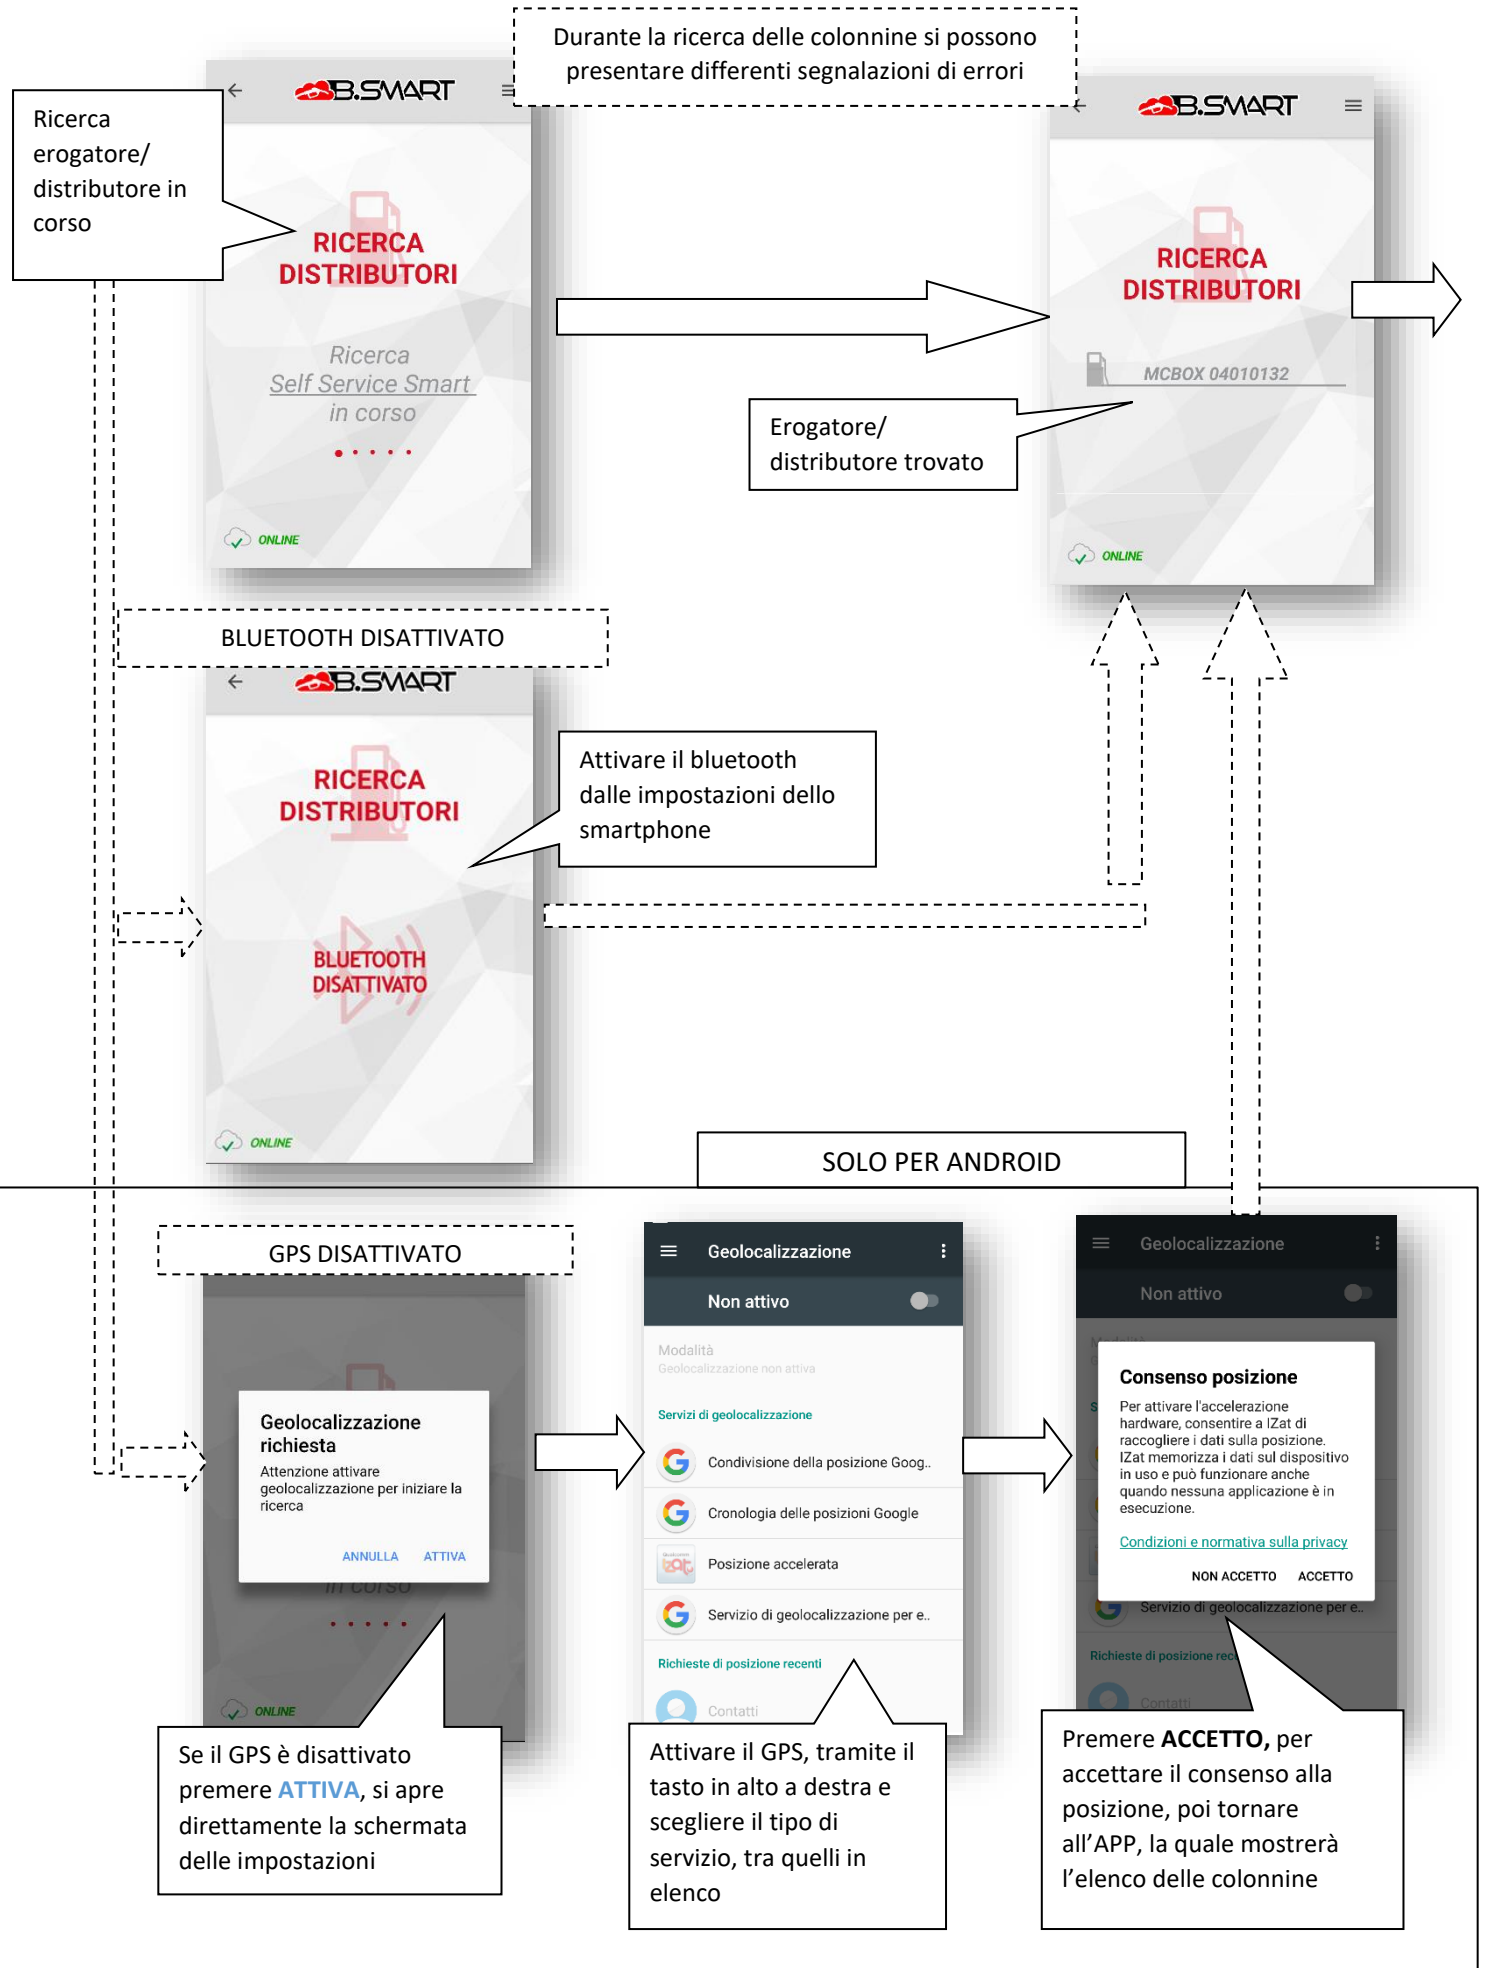 Durante la ricerca delle colonnine si possono
presentare differenti segnalazioni di errori
B.SMART
Ricerca
erogatore/
distributore in
corso
RICERCA
DISTRIBUTORI
Ricerca
Self Service Smart
in corso
ONLINE
B.SMART
RICERCA
DISTRIBUTORI
MCBOX 04010132
Erogatore/
distributore trovato
ONLINE
BLUETOOTH DISATTIVATO
B.SMART
RICERCA
DISTRIBUTORI
Attivare il bluetooth
dalle impostazioni dello
smartphone
BLUETOOTH
DISATTIVATO
ONLINE
SOLO PER ANDROID
GPS DISATTIVATO
Geolocalizzazione
richiesta
Attenzione attivare
geolocalizzazione per iniziare la
ricerca
ANNULLA ATTIVA
in corso
ONLINE
Se il GPS è disattivato
premere ATTIVA, si apre
direttamente la schermata
delle impostazioni
Geolocalizzazione
Non attivo
Modalità
Geolocalizzazione non attiva
Servizi di geolocalizzazione
Condivisione della posizione Goog..
Cronologia delle posizioni Google
Posizione accelerata
Servizio di geolocalizzazione per e..
Richieste di posizione recenti
Contatti
Attivare il GPS, tramite il
tasto in alto a destra e
scegliere il tipo di
servizio, tra quelli in
elenco
Geolocalizzazione
Non attivo
Consenso posizione
Per attivare l'accelerazione
hardware, consentire a IZat di
raccogliere i dati sulla posizione.
IZat memorizza i dati sul dispositivo
in uso e può funzionare anche
quando nessuna applicazione è in
esecuzione.
Condizioni e normativa sulla privacy
NON ACCETTO ACCETTO
Servizio di geolocalizzazione per e..
Richieste di posizione rec
Contatti
Premere ACCETTO, per
accettare il consenso alla
posizione, poi tornare
all’APP, la quale mostrerà
l’elenco delle colonnine